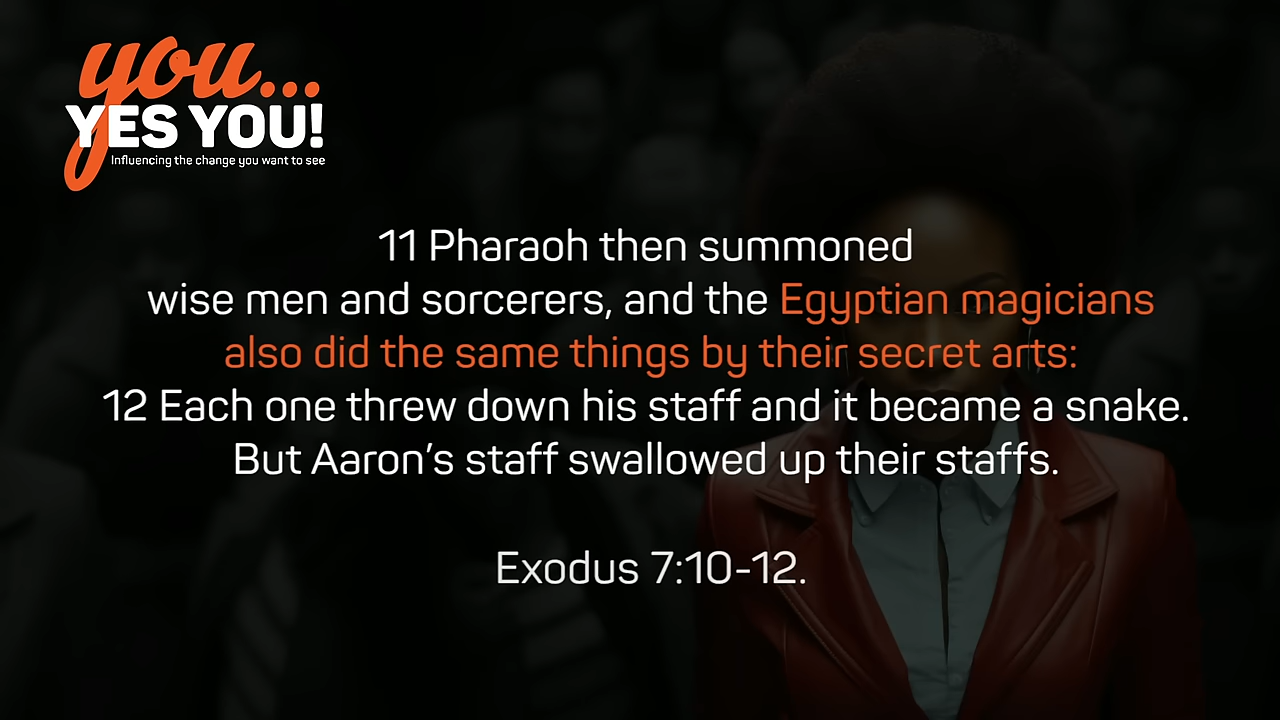 you...
YES YOU!
Influencing the change you want to see
11 Pharaoh then summoned
wise men and sorcerers, and the Egyptian magicians
also did the same things by their secret arts:
12 Each one threw down his staff and it became a snake.
But Aaron’s staff swallowed up their staffs.
Exodus 7:10-12.